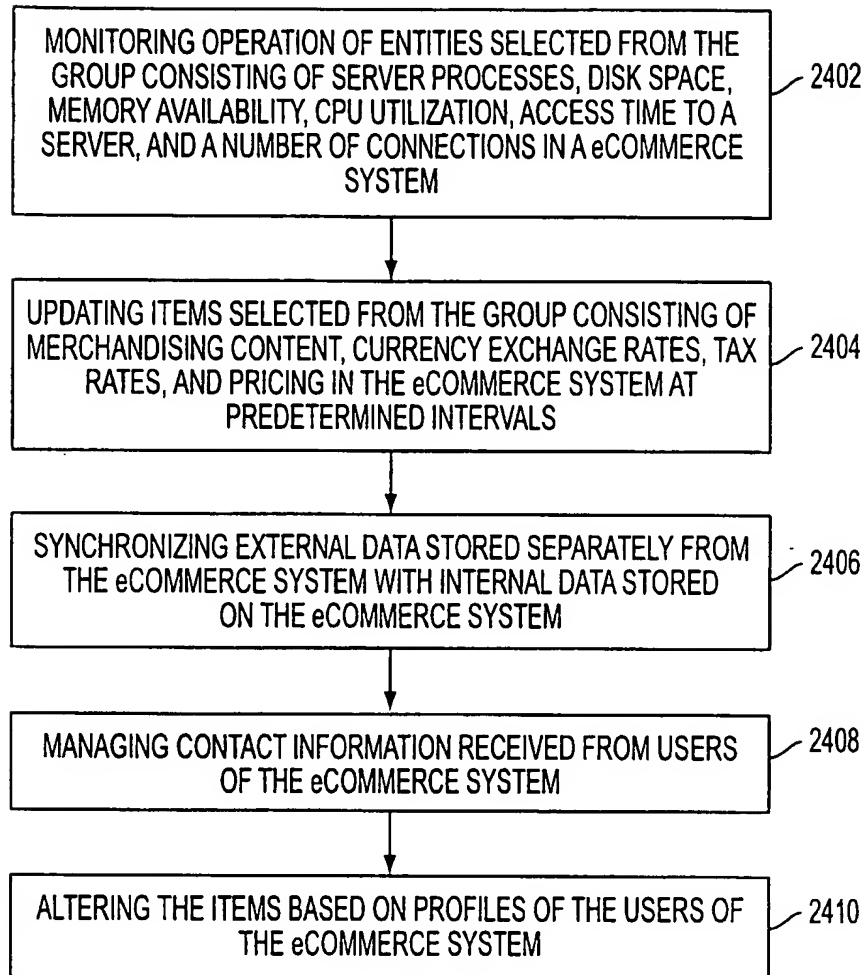 MONITORING OPERATION OF ENTITIES SELECTED FROM THE
GROUP CONSISTING OF SERVER PROCESSES, DISK SPACE,
MEMORY AVAILABILITY, CPU UTILIZATION, ACCESS TIME TO A
SERVER, AND A NUMBER OF CONNECTIONS IN A eCOMMERCE
SYSTEM
2402
UPDATING ITEMS SELECTED FROM THE GROUP CONSISTING OF
MERCHANDISING CONTENT, CURRENCY EXCHANGE RATES, TAX
RATES, AND PRICING IN THE eCOMMERCE SYSTEM AT
PREDETERMINED INTERVALS
2404
SYNCHRONIZING EXTERNAL DATA STORED SEPARATELY FROM
THE eCOMMERCE SYSTEM WITH INTERNAL DATA STORED
ON THE eCOMMERCE SYSTEM
2406
MANAGING CONTACT INFORMATION RECEIVED FROM USERS
OF THE eCOMMERCE SYSTEM
2408
ALTERING THE ITEMS BASED ON PROFILES OF THE USERS OF
THE eCOMMERCE SYSTEM
2410